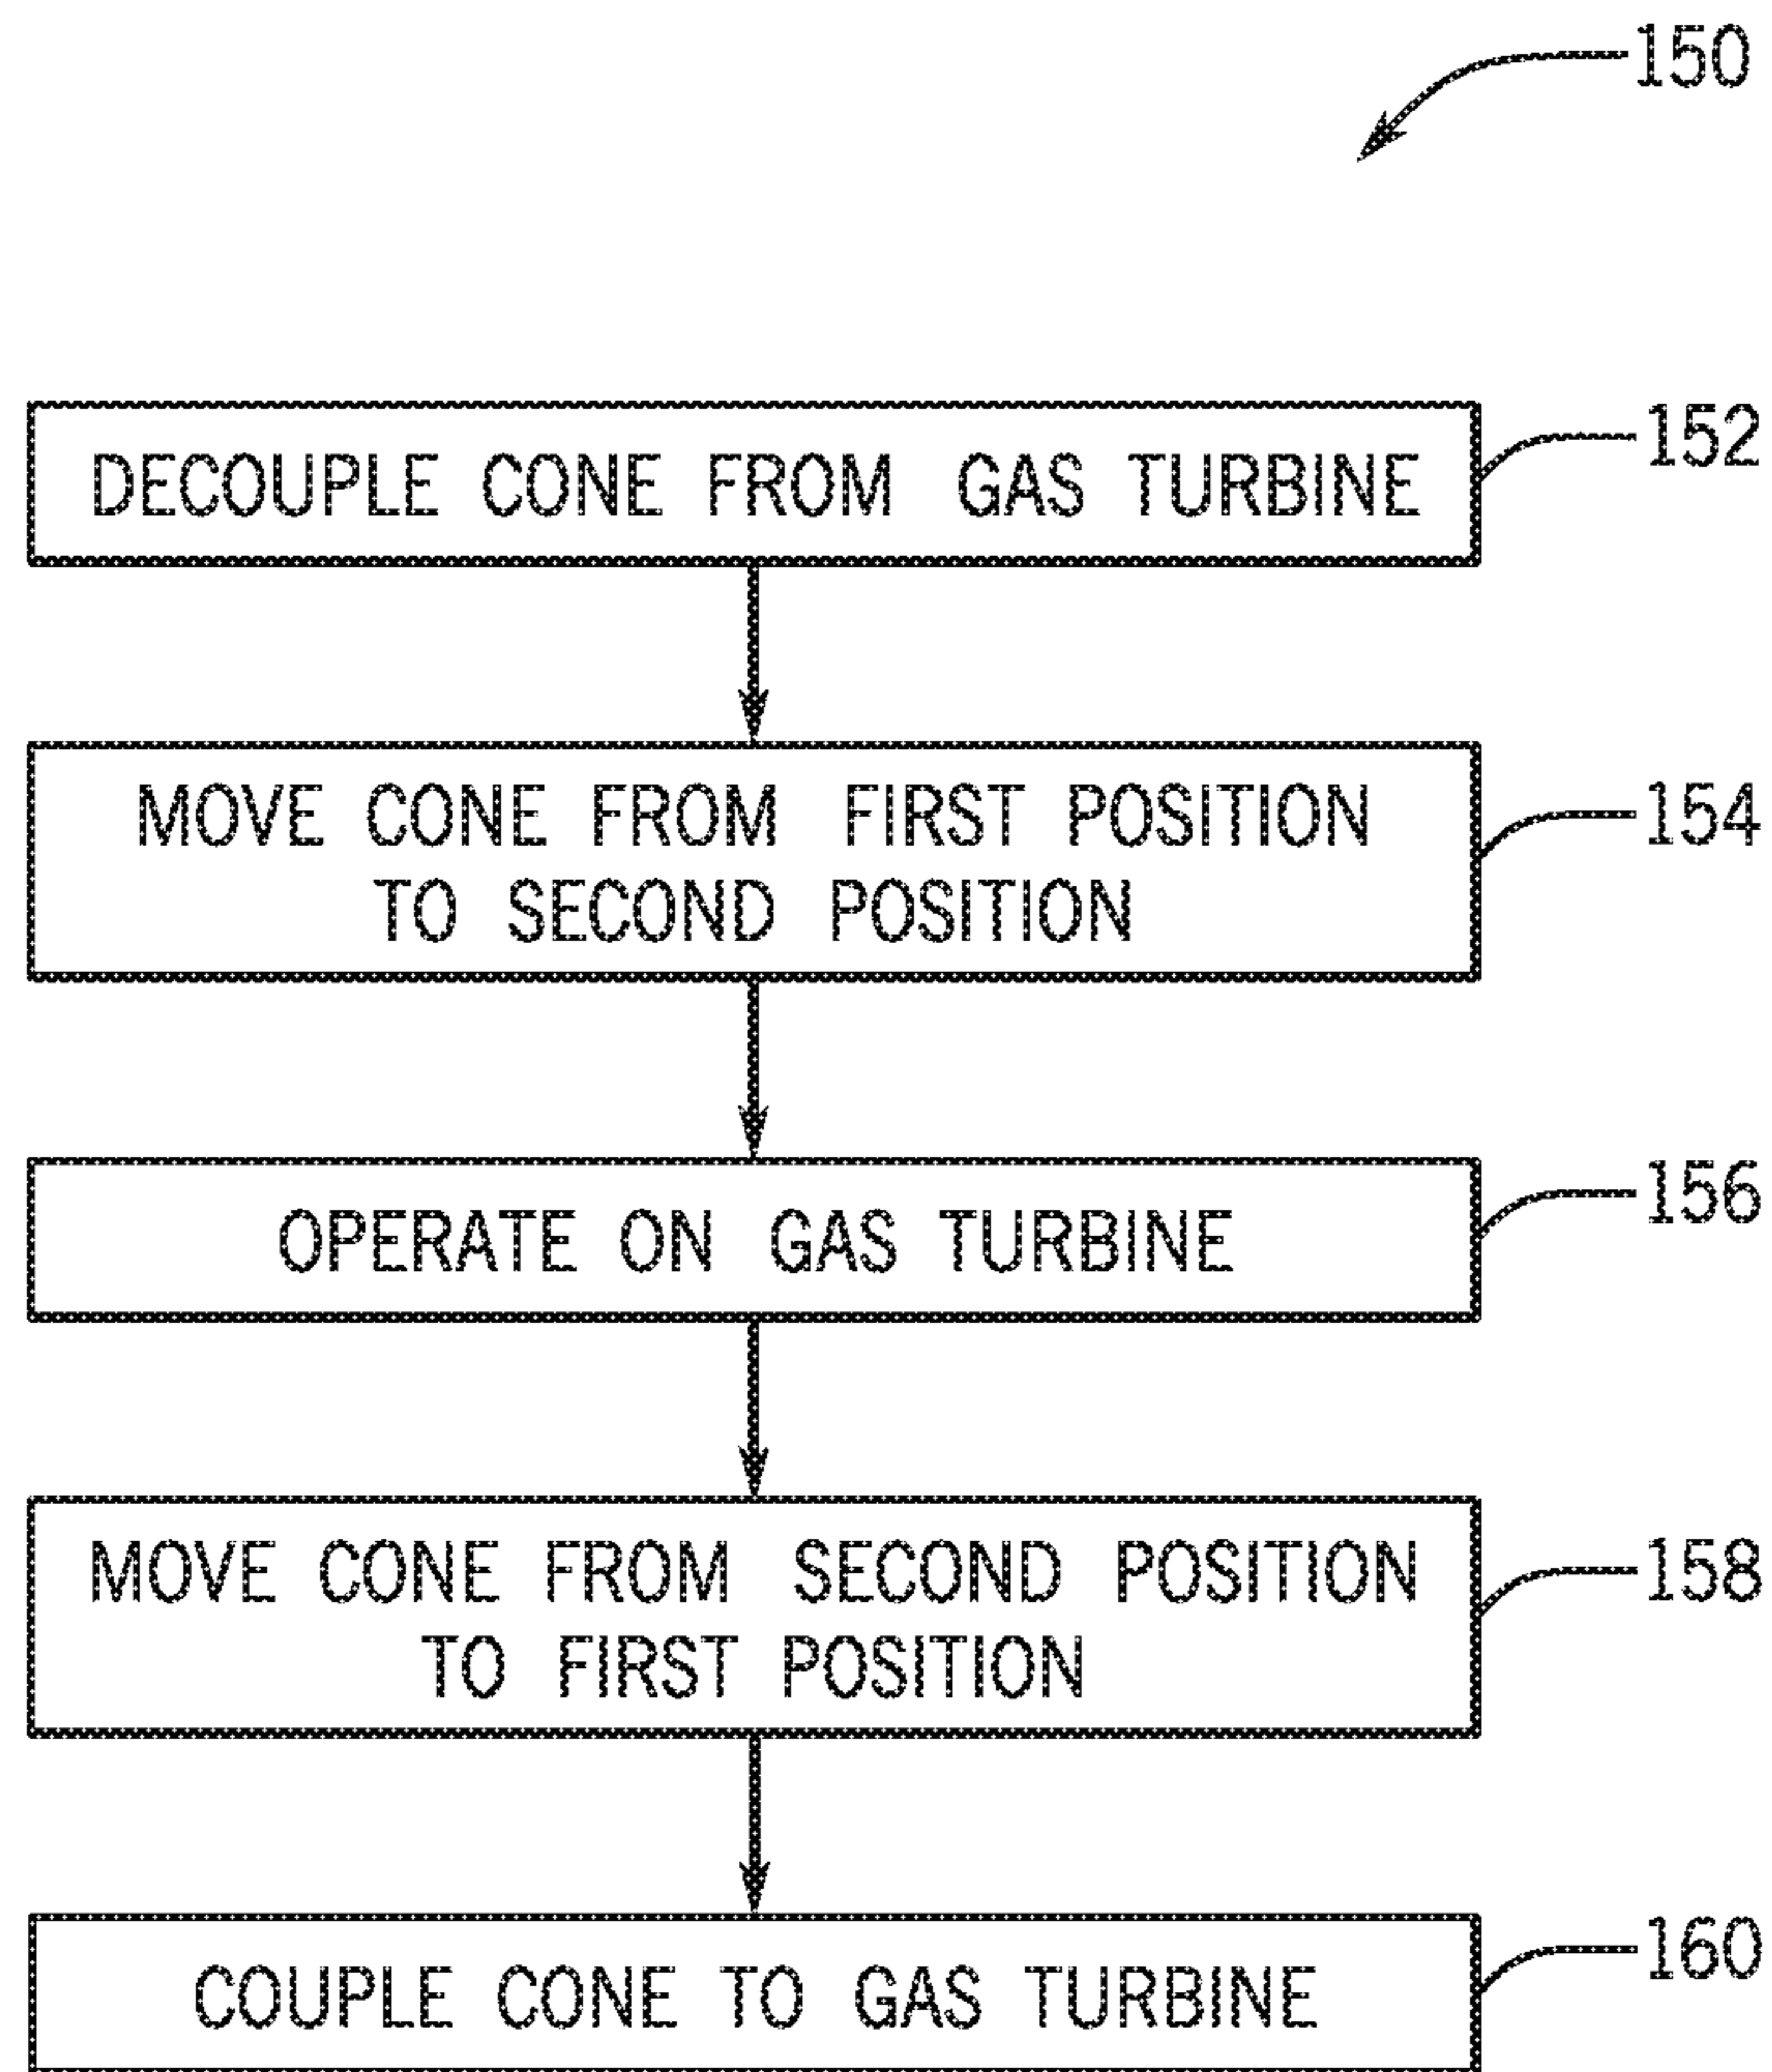 150
DECOUPLE CONE FROM GAS TURBINE
152
MOVE CONE FROM FIRST POSITION
TO SECOND POSITION
154
OPERATE ON GAS TURBINE
156
MOVE CONE FROM SECOND POSITION
TO FIRST POSITION
158
COUPLE CONE TO GAS TURBINE
160